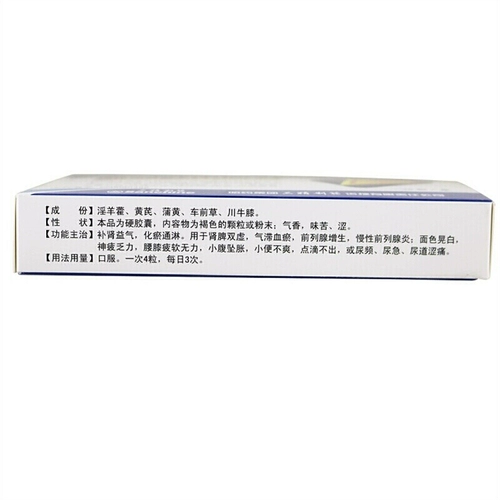 【成　份】淫羊藿、黄芪、蒲黄、车前草、川牛膝。
【性　状】本品为硬胶囊，内容物为褐色的颗粒或粉末；气香，味苦、涩。
【功能主治】补肾益气，化瘀通淋。用于肾脾两虚，气滞血瘀，前列腺增生，慢性前列腺炎；面色晃白，
神疲乏力，腰膝疲软无力，小腹坠胀，小便不爽，点滴不出，或尿频、尿急、尿道涩痛。
【用法用量】口服。一次4粒，每日3次。